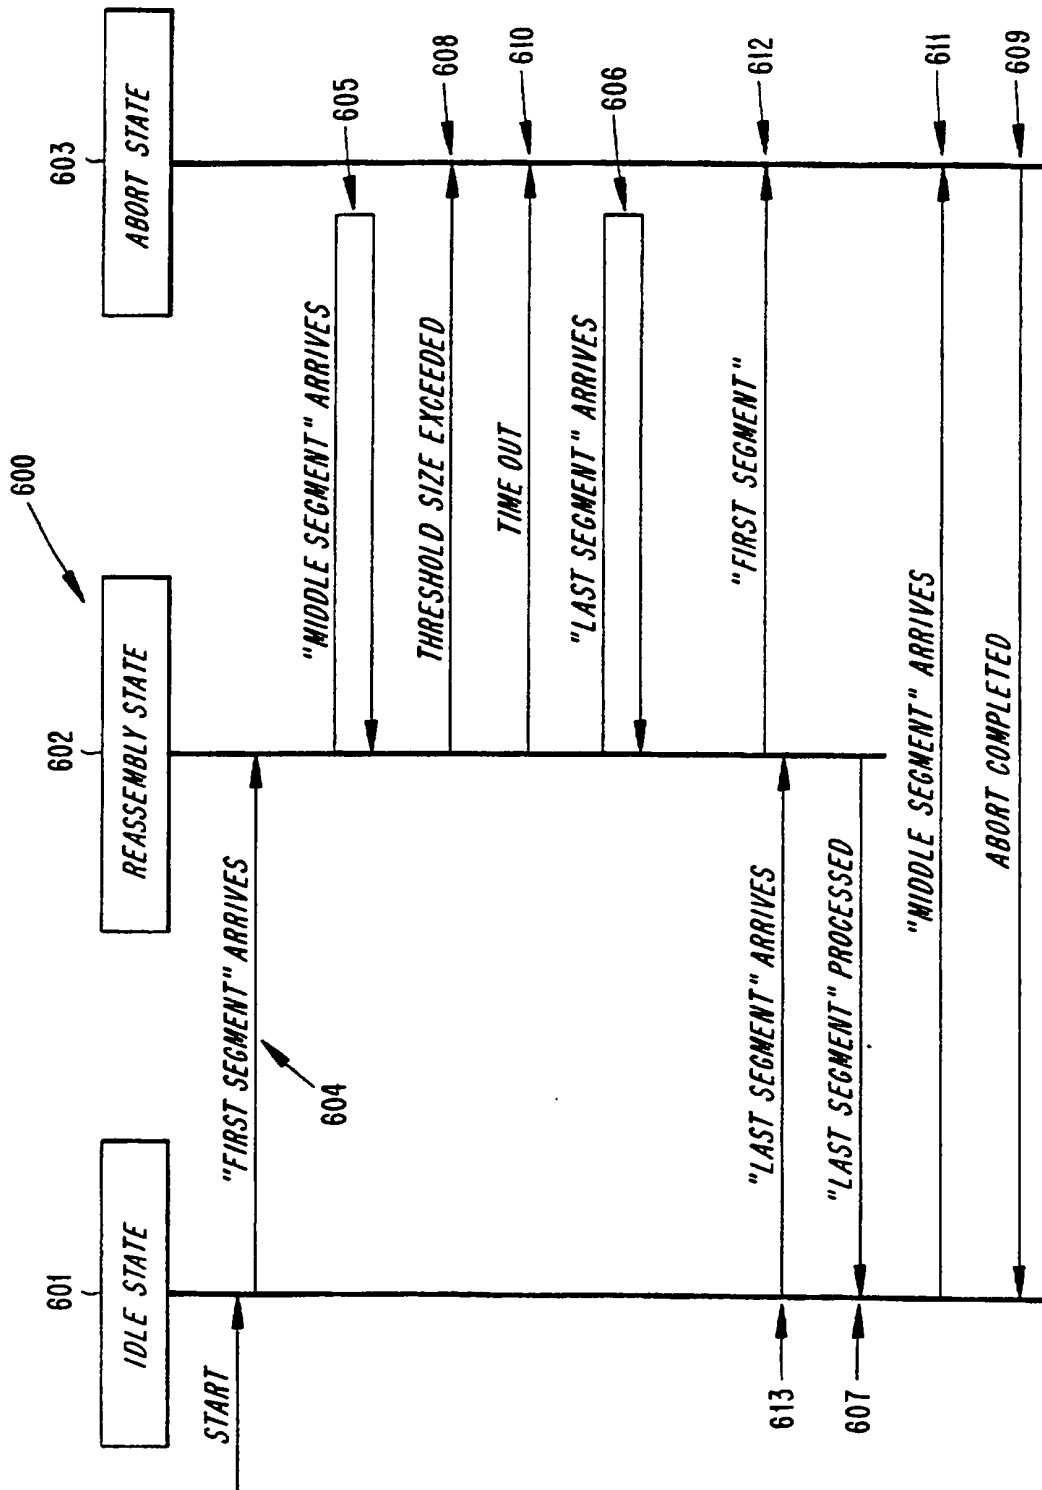 600
601
602
603
IDLE STATE
REASSEMBLY STATE
ABORT STATE
START
"FIRST SEGMENT" ARRIVES
604
"MIDDLE SEGMENT" ARRIVES
605
THRESHOLD SIZE EXCEEDED
608
TIME OUT
610
"LAST SEGMENT" ARRIVES
606
"FIRST SEGMENT"
612
613
"LAST SEGMENT" ARRIVES
607
"LAST SEGMENT" PROCESSED
"MIDDLE SEGMENT" ARRIVES
611
ABORT COMPLETED
609